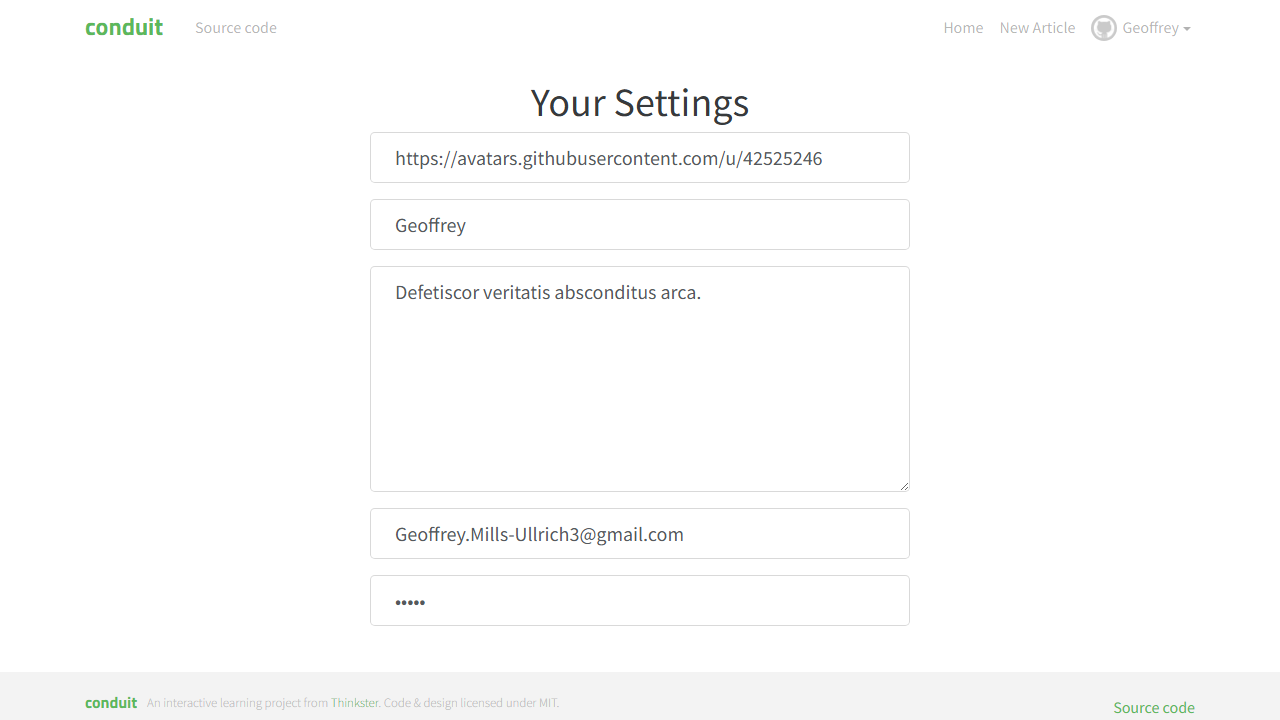 conduit Source code Home New Article Geoffrey
Your Settings
https://avatars.githubusercontent.com/u/42525246
Geoffrey
Defetiscor veritatis absconditus arca.
Geoffrey.Mills-Ullrich3@gmail.com
•••••
conduit An interactive learning project from Thinkster. Code & design licensed under MIT. Source code